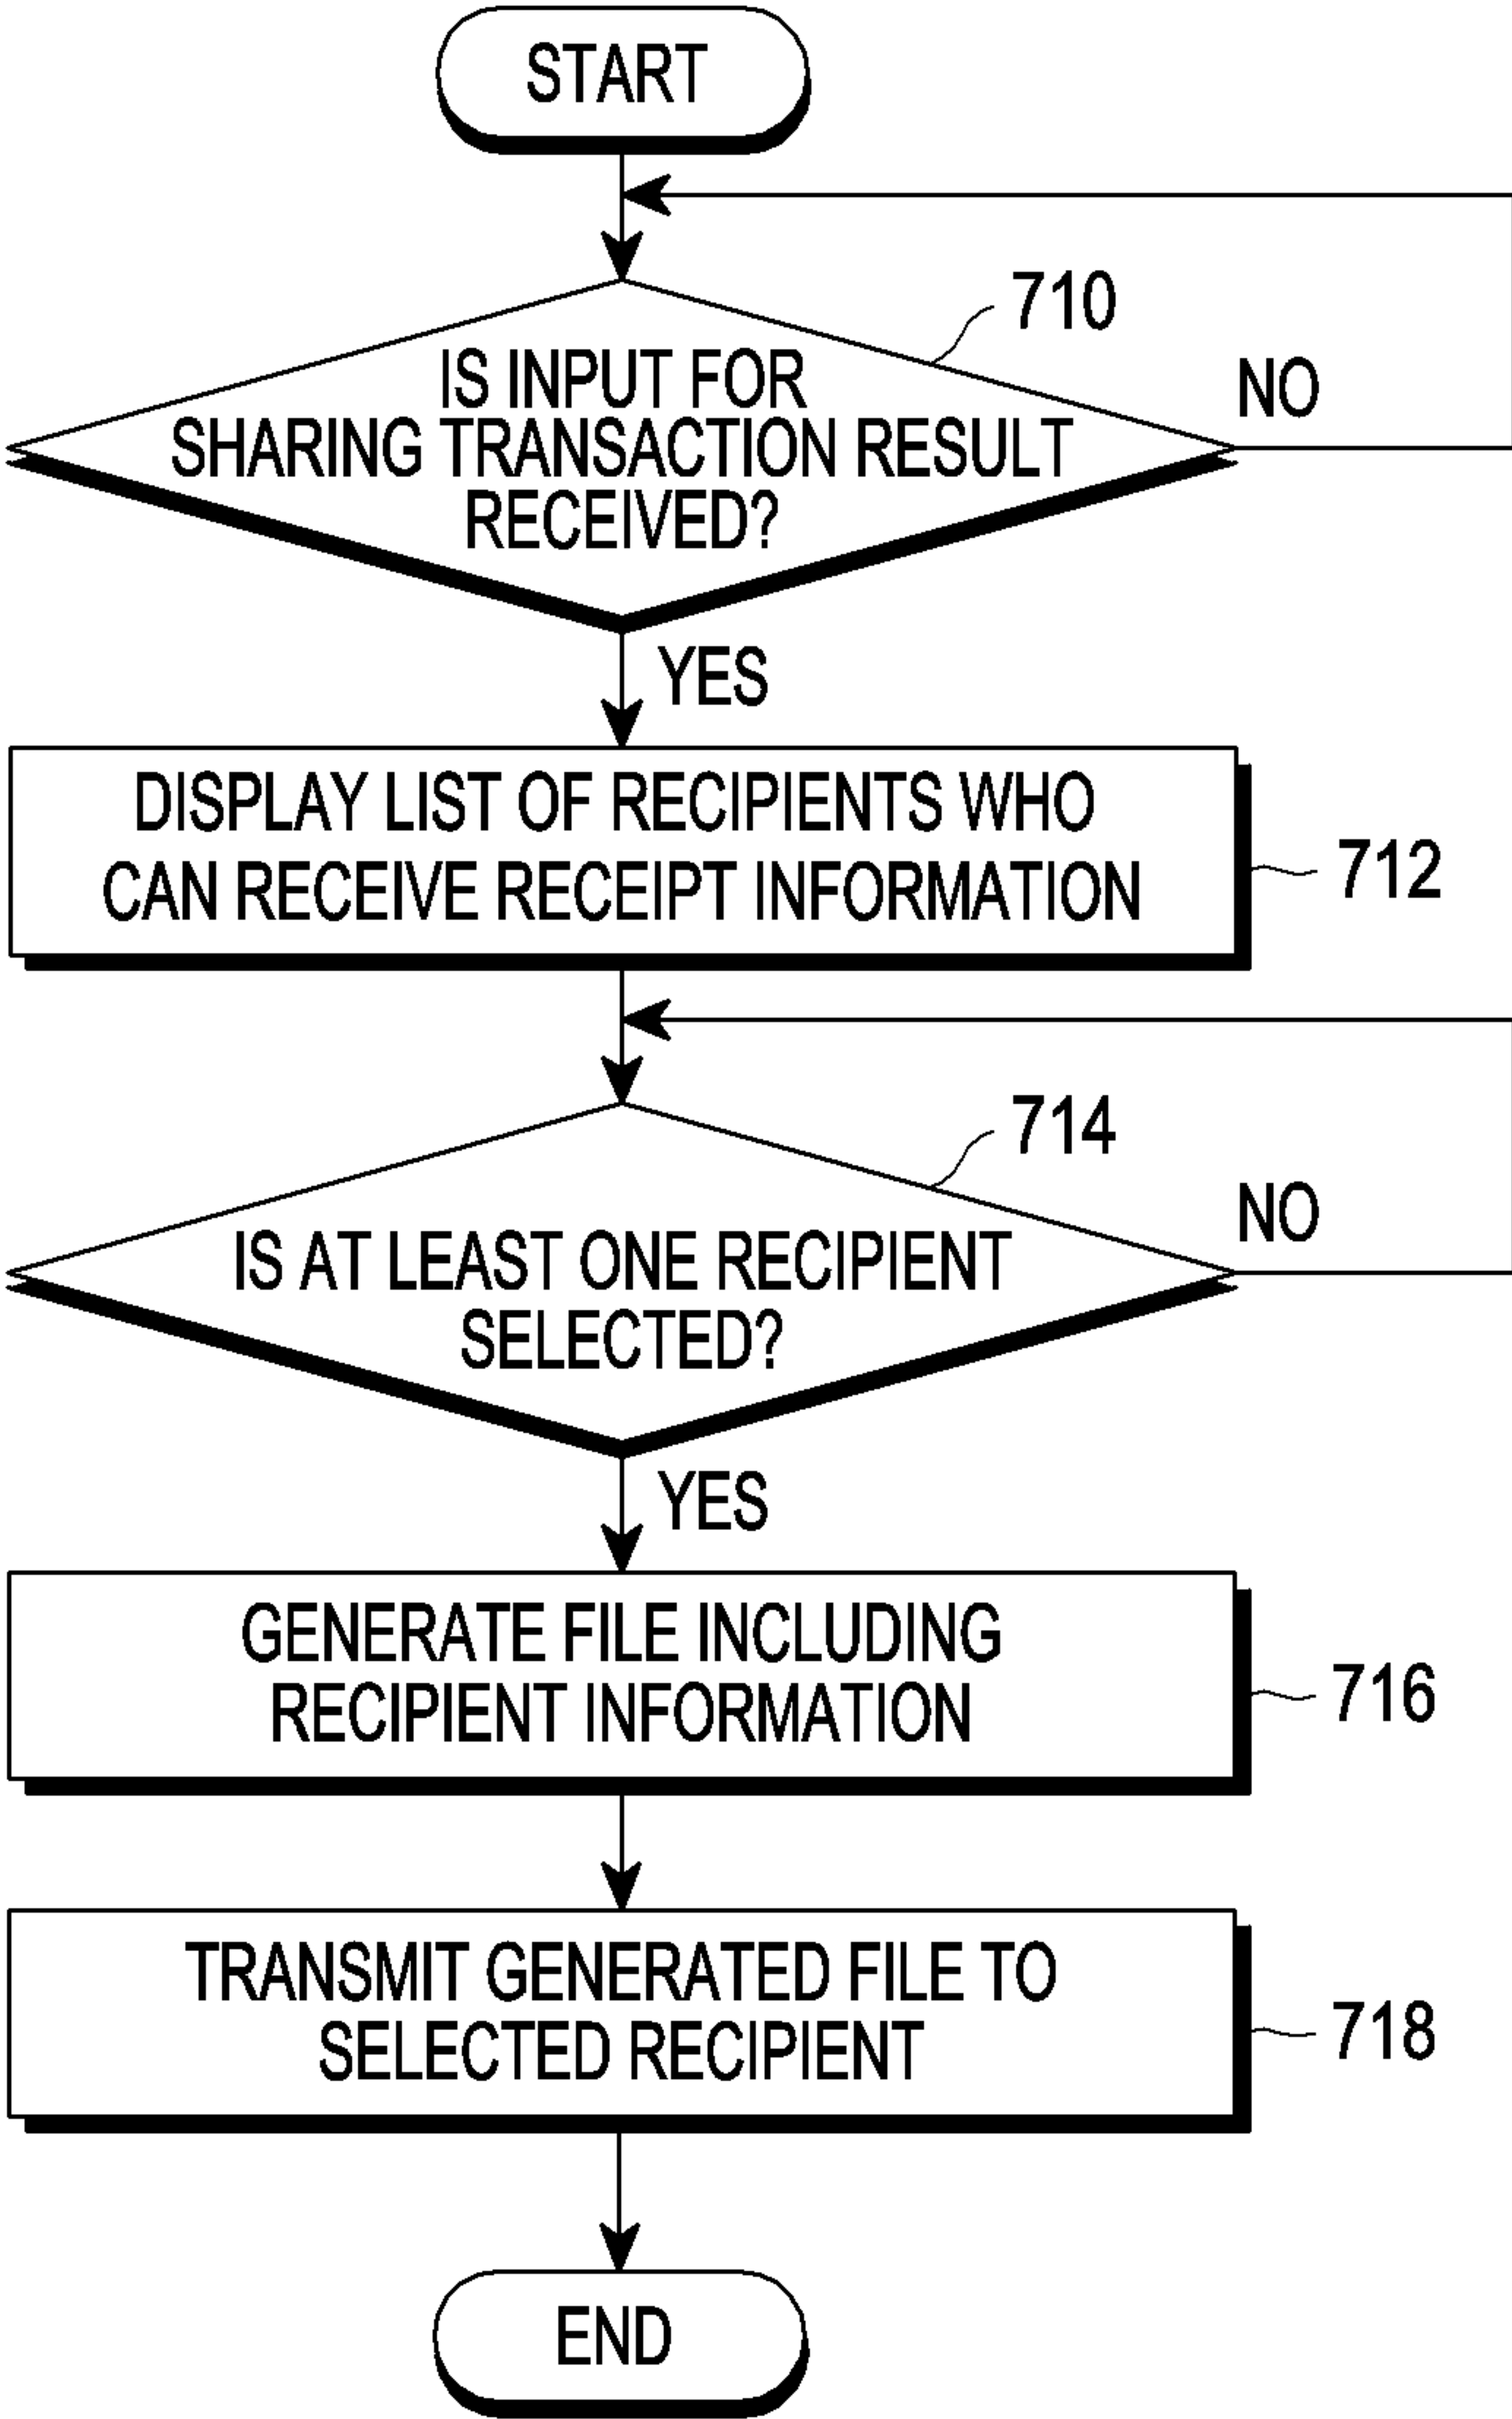 START
710
IS INPUT FOR
SHARING TRANSACTION RESULT
RECEIVED?
NO
YES
DISPLAY LIST OF RECIPIENTS WHO
CAN RECEIVE RECEIPT INFORMATION
712
714
IS AT LEAST ONE RECIPIENT
SELECTED?
NO
YES
GENERATE FILE INCLUDING
RECIPIENT INFORMATION
716
TRANSMIT GENERATED FILE TO
SELECTED RECIPIENT
718
END